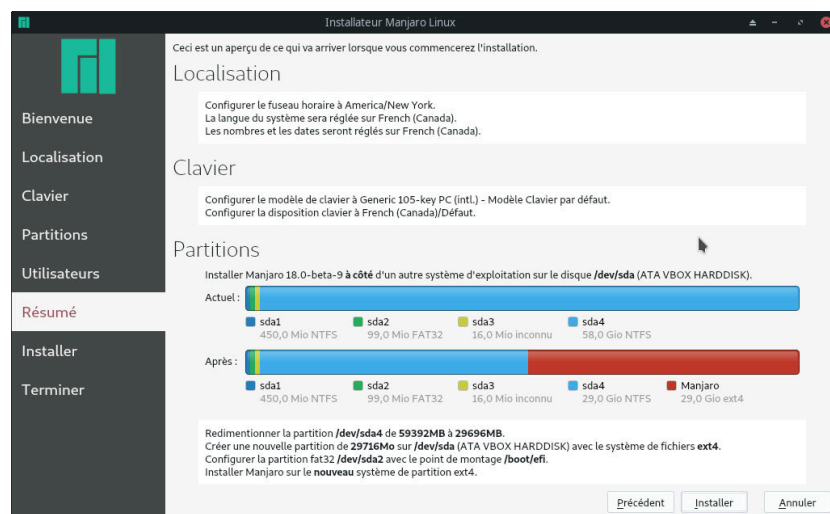 Installateur Manjaro Linux
Ceci est un aperçu de ce qui va arriver lorsque vous commencerez l'installation.
Bienvenue
Localisation
Clavier
Partitions
Utilisateurs
Résumé
Installer
Terminer
Localisation
Configurer le fuseau horaire à America/New York.
La langue du système sera réglée sur French (Canada).
Les nombres et les dates seront réglés sur French (Canada).
Clavier
Configurer le modèle de clavier à Generic 105-key PC (intl.) - Modèle Clavier par défaut.
Configurer la disposition clavier à French (Canada)/Défaut.
Partitions
Installer Manjaro 18.0-beta-9 à côté d'un autre système d'exploitation sur le disque /dev/sda (ATA VBOX HARDDISK).
Actuel :
sda1 sda2 sda3 sda4
450,0 Mio NTFS 99,0 Mio FAT32 16,0 Mio inconnu 58,0 Gio NTFS
Après :
sda1 sda2 sda3 sda4 Manjaro
450,0 Mio NTFS 99,0 Mio FAT32 16,0 Mio inconnu 29,0 Gio NTFS 29,0 Gio ext4
Redimentionner la partition /dev/sda4 de 59392MB à 29696MB.
Créer une nouvelle partition de 29716Mo sur /dev/sda (ATA VBOX HARDDISK) avec le système de fichiers ext4.
Configurer la partition fat32 /dev/sda2 avec le point de montage /boot/efi.
Installer Manjaro sur le nouveau système de partition ext4.
Précédent Installer Annuler